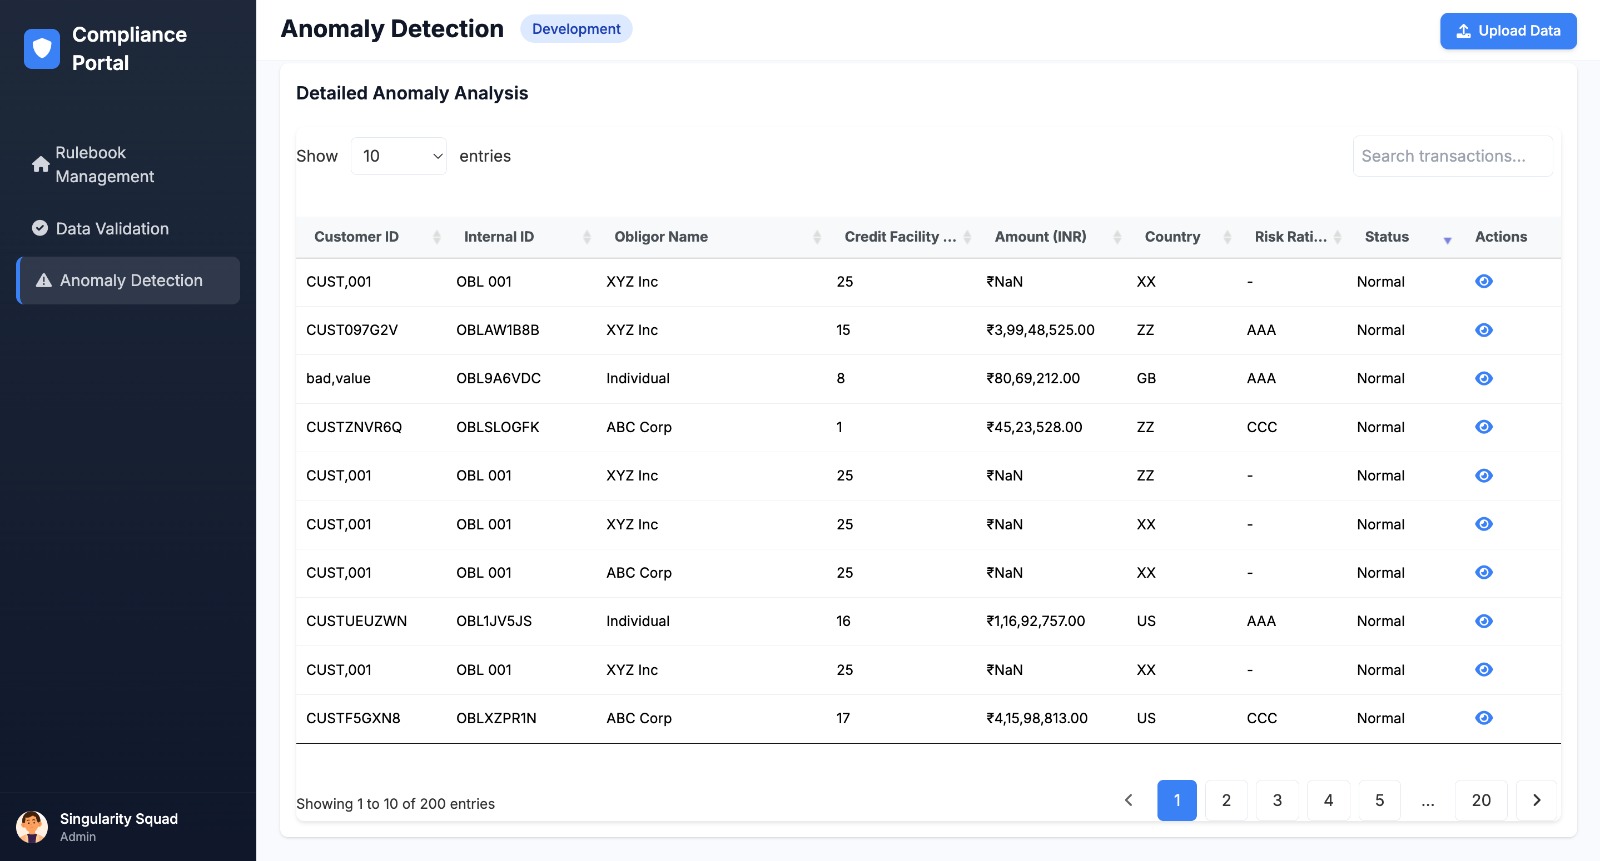 Compliance
Portal
Rulebook
Management
Data Validation
Anomaly Detection
Singularity Squad
Admin
Anomaly Detection Development Upload Data
Detailed Anomaly Analysis
Show 10 entries Search transactions...
Customer ID Internal ID Obligor Name Credit Facility ... Amount (INR) Country Risk Rati... Status Actions
CUST,001 OBL 001 XYZ Inc 25 ₹NaN XX - Normal
CUST097G2V OBLAW1B8B XYZ Inc 15 ₹3,99,48,525.00 ZZ AAA Normal
bad,value OBL9A6VDC Individual 8 ₹80,69,212.00 GB AAA Normal
CUSTZNVR6Q OBLSLOGFK ABC Corp 1 ₹45,23,528.00 ZZ CCC Normal
CUST,001 OBL 001 XYZ Inc 25 ₹NaN ZZ - Normal
CUST,001 OBL 001 XYZ Inc 25 ₹NaN XX - Normal
CUST,001 OBL 001 ABC Corp 25 ₹NaN XX - Normal
CUSTUEUZWN OBL1JV5JS Individual 16 ₹1,16,92,757.00 US AAA Normal
CUST,001 OBL 001 XYZ Inc 25 ₹NaN XX - Normal
CUSTF5GXN8 OBLXZPR1N ABC Corp 17 ₹4,15,98,813.00 US CCC Normal
Showing 1 to 10 of 200 entries 1 2 3 4 5 ... 20